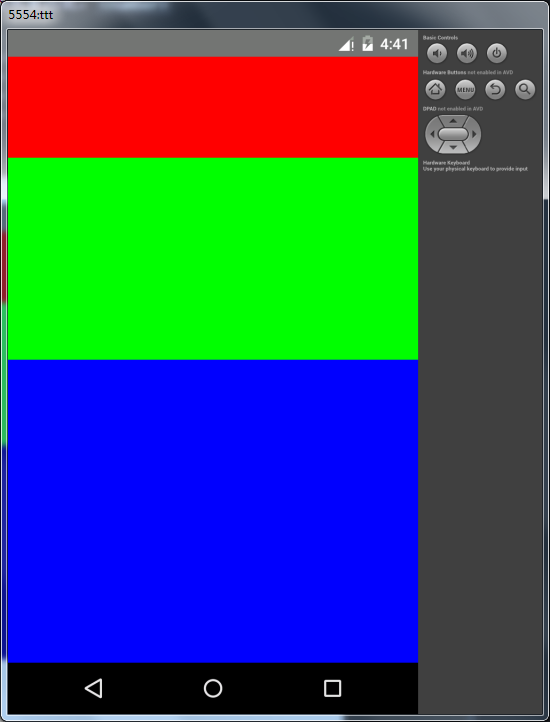 5554:ttt
4:41
Basic Controls
Hardware Buttons not enabled in AVD
MENU
DPAD not enabled in AVD
Hardware Keyboard
Use your physical keyboard to provide input